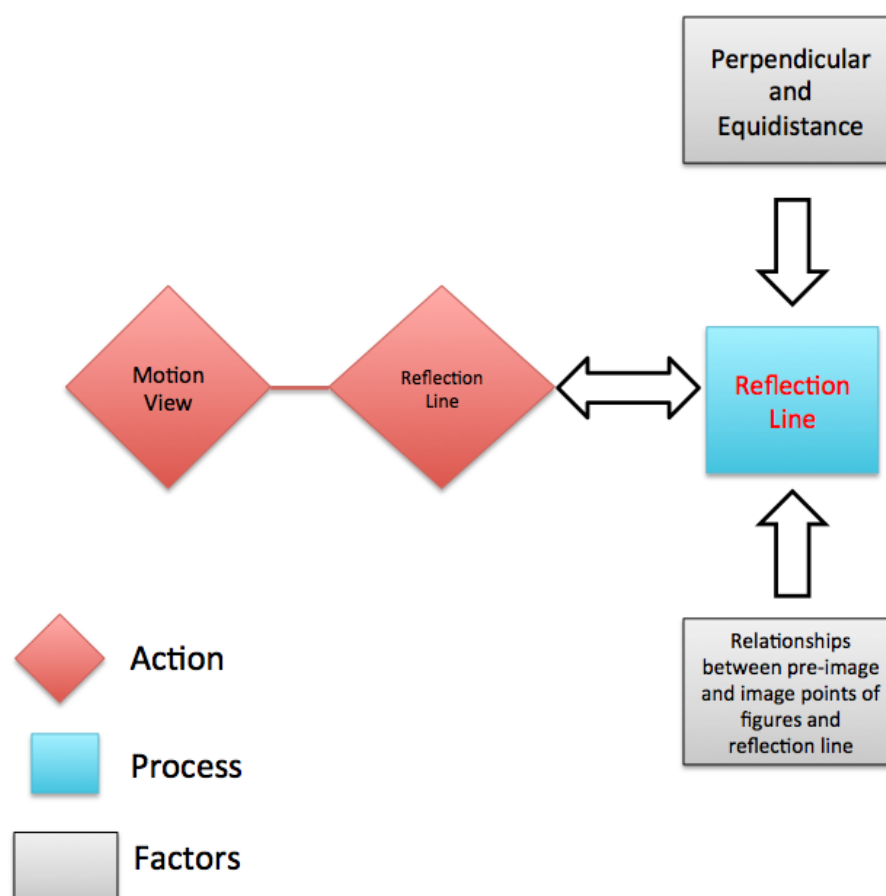 Perpendicular
and
Equidistance
Motion
View
Reflection
Line
Reflection
Line
Relationships
between pre-image
and image points of
figures and
reflection line
Action
Process
Factors